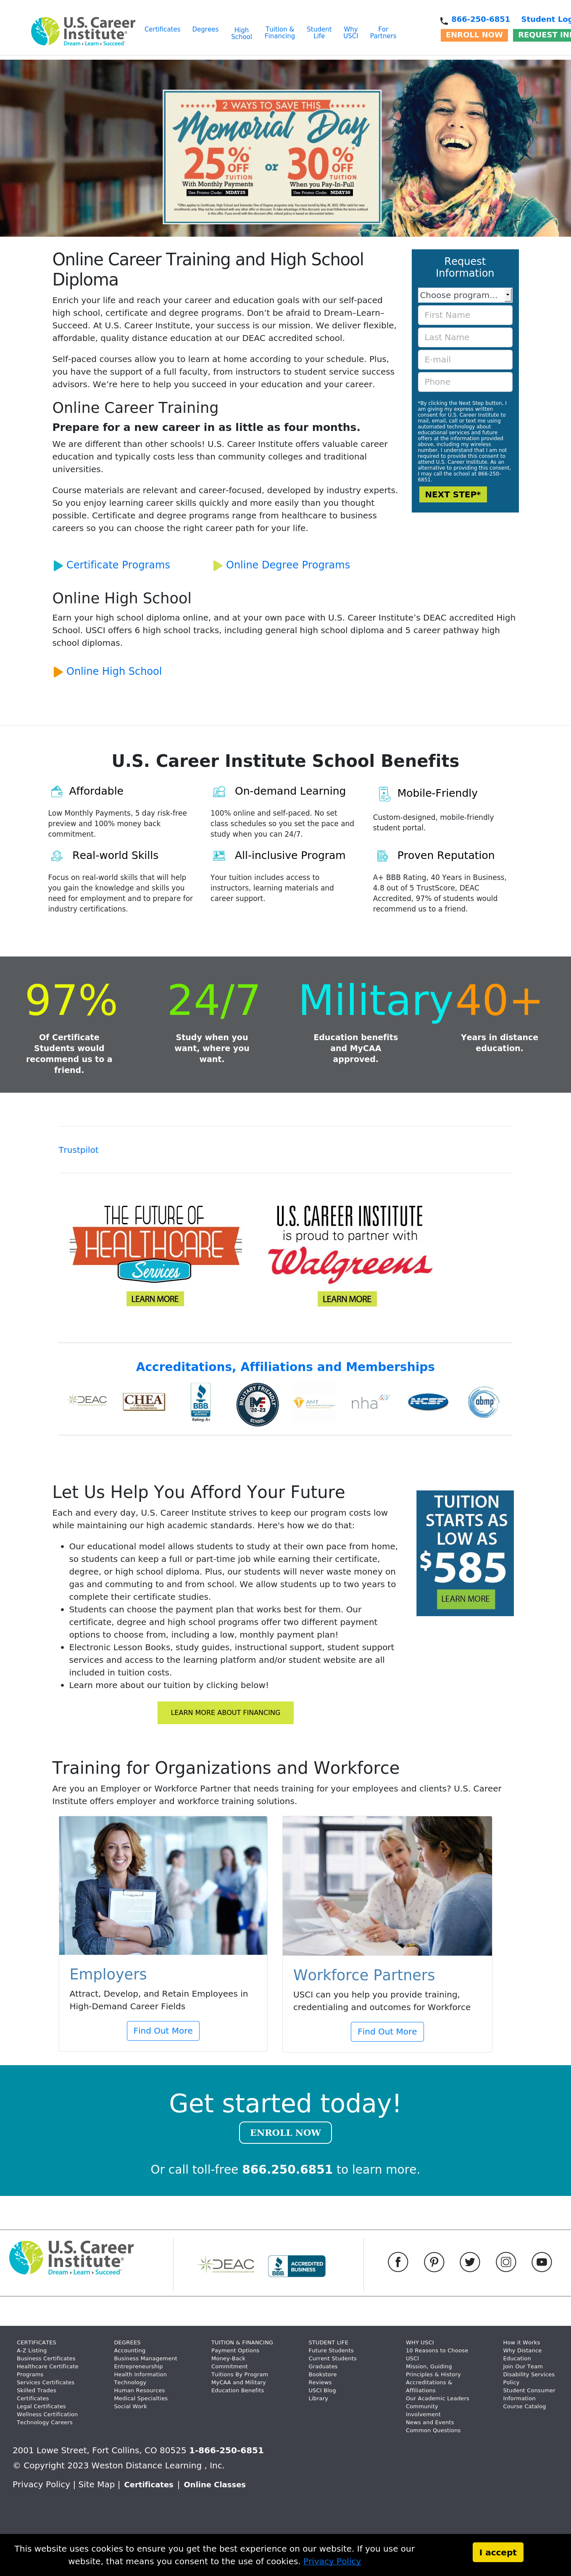 U.S. Career
Institute®
Dream • Learn • Succeed®
Certificates
Degrees
High
School
Tuition &
Financing
Student
Life
Why
USCI
For
Partners
866-250-6851
Student Log
ENROLL NOW
REQUEST IN
2 WAYS TO SAVE THIS
Memorial Day
25% OFF*
or
30% OFF*
With Monthly Payments
When you Pay-In-Full
Use Promo Code: MDAY25
Use Promo Code: MDAY30
Online Career Training and High School
Diploma
Enrich your life and reach your career and education goals with our self-paced
high school, certificate and degree programs. Don't be afraid to Dream–Learn–
Succeed. At U.S. Career Institute, your success is our mission. We deliver flexible,
affordable, quality distance education at our DEAC accredited school.
Self-paced courses allow you to learn at home according to your schedule. Plus,
you have the support of a full faculty, from instructors to student service success
advisors. We're here to help you succeed in your education and your career.
Online Career Training
Prepare for a new career in as little as four months.
We are different than other schools! U.S. Career Institute offers valuable career
education and typically costs less than community colleges and traditional
universities.
Course materials are relevant and career-focused, developed by industry experts.
So you enjoy learning career skills quickly and more easily than you thought
possible. Certificate and degree programs range from healthcare to business
careers so you can choose the right career path for your life.
Request
Information
Choose program...
First Name
Last Name
E-mail
Phone
*By clicking the Next Step button, I
am giving my express written
consent for U.S. Career Institute to
mail, email, call or text me using
automated technology about
educational services and future
offers at the information provided
above, including my wireless
number. I understand that I am not
required to provide this consent to
attend U.S. Career Institute. As an
alternative to providing this consent,
I may call the school at 866-250-
6851.
NEXT STEP*
Certificate Programs
Online Degree Programs
Online High School
Earn your high school diploma online, and at your own pace with U.S. Career Institute's DEAC accredited High
School. USCI offers 6 high school tracks, including general high school diploma and 5 career pathway high
school diplomas.
Online High School
U.S. Career Institute School Benefits
Affordable
Low Monthly Payments, 5 day risk-free
preview and 100% money back
commitment.
On-demand Learning
100% online and self-paced. No set
class schedules so you set the pace and
study when you can 24/7.
Mobile-Friendly
Custom-designed, mobile-friendly
student portal.
Real-world Skills
Focus on real-world skills that will help
you gain the knowledge and skills you
need for employment and to prepare for
industry certifications.
All-inclusive Program
Your tuition includes access to
instructors, learning materials and
career support.
Proven Reputation
A+ BBB Rating, 40 Years in Business,
4.8 out of 5 TrustScore, DEAC
Accredited, 97% of students would
recommend us to a friend.
97%
Of Certificate
Students would
recommend us to a
friend.
24/7
Study when you
want, where you
want.
Military
Education benefits
and MyCAA
approved.
40+
Years in distance
education.
Trustpilot
THE FUTURE OF
HEALTHCARE
Services
LEARN MORE
U.S. CAREER INSTITUTE
is proud to partner with
Walgreens
LEARN MORE
Accreditations, Affiliations and Memberships
DEAC
CHEA
BBB
Rating: A+
MILITARY FRIENDLY
22-23
SCHOOL
AMT
nha
NCSF
abmp
Let Us Help You Afford Your Future
Each and every day, U.S. Career Institute strives to keep our program costs low
while maintaining our high academic standards. Here's how we do that:
• Our educational model allows students to study at their own pace from home,
so students can keep a full or part-time job while earning their certificate,
degree, or high school diploma. Plus, our students will never waste money on
gas and commuting to and from school. We allow students up to two years to
complete their certificate studies.
• Students can choose the payment plan that works best for them. Our
certificate, degree and high school programs offer two different payment
options to choose from, including a low, monthly payment plan!
• Electronic Lesson Books, study guides, instructional support, student support
services and access to the learning platform and/or student website are all
included in tuition costs.
• Learn more about our tuition by clicking below!
LEARN MORE ABOUT FINANCING
TUITION
STARTS AS
LOW AS
$585
LEARN MORE
Training for Organizations and Workforce
Are you an Employer or Workforce Partner that needs training for your employees and clients? U.S. Career
Institute offers employer and workforce training solutions.
Employers
Attract, Develop, and Retain Employees in
High-Demand Career Fields
Find Out More
Workforce Partners
USCI can you help you provide training,
credentialing and outcomes for Workforce
Find Out More
Get started today!
ENROLL NOW
Or call toll-free 866.250.6851 to learn more.
U.S. Career
Institute®
Dream • Learn • Succeed®
DEAC
BBB
ACCREDITED
BUSINESS
CERTIFICATES
A-Z Listing
Business Certificates
Healthcare Certificate
Programs
Services Certificates
Skilled Trades
Certificates
Legal Certificates
Wellness Certification
Technology Careers
DEGREES
Accounting
Business Management
Entrepreneurship
Health Information
Technology
Human Resources
Medical Specialties
Social Work
TUITION & FINANCING
Payment Options
Money-Back
Commitment
Tuitions By Program
MyCAA and Military
Education Benefits
STUDENT LIFE
Future Students
Current Students
Graduates
Bookstore
Reviews
USCI Blog
Library
WHY USCI
10 Reasons to Choose
USCI
Mission, Guiding
Principles & History
Accreditations &
Affiliations
Our Academic Leaders
Community
Involvement
News and Events
Common Questions
How it Works
Why Distance
Education
Join Our Team
Disability Services
Policy
Student Consumer
Information
Course Catalog
2001 Lowe Street, Fort Collins, CO 80525 1-866-250-6851
© Copyright 2023 Weston Distance Learning , Inc.
Privacy Policy | Site Map | Certificates | Online Classes
This website uses cookies to ensure you get the best experience on our website. If you use our
website, that means you consent to the use of cookies. Privacy Policy
I accept